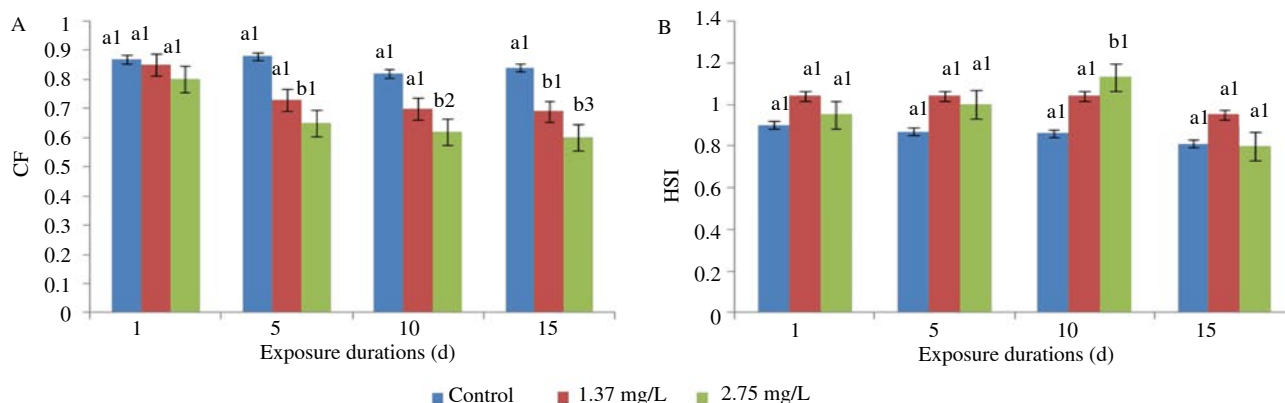 A
CF
1
0.9
0.8
0.7
0.6
0.5
0.4
0.3
0.2
0.1
0
a1 a1 a1
a1 a1 b1
a1 a1 b2
a1 b1 b3
1 5 10 15
Exposure durations (d)
B
HSI
1.4
1.2
1
0.8
0.6
0.4
0.2
0
a1 a1 a1
a1 a1 a1
a1 a1 b1
a1 a1 a1
1 5 10 15
Exposure durations (d)
Control 1.37 mg/L 2.75 mg/L